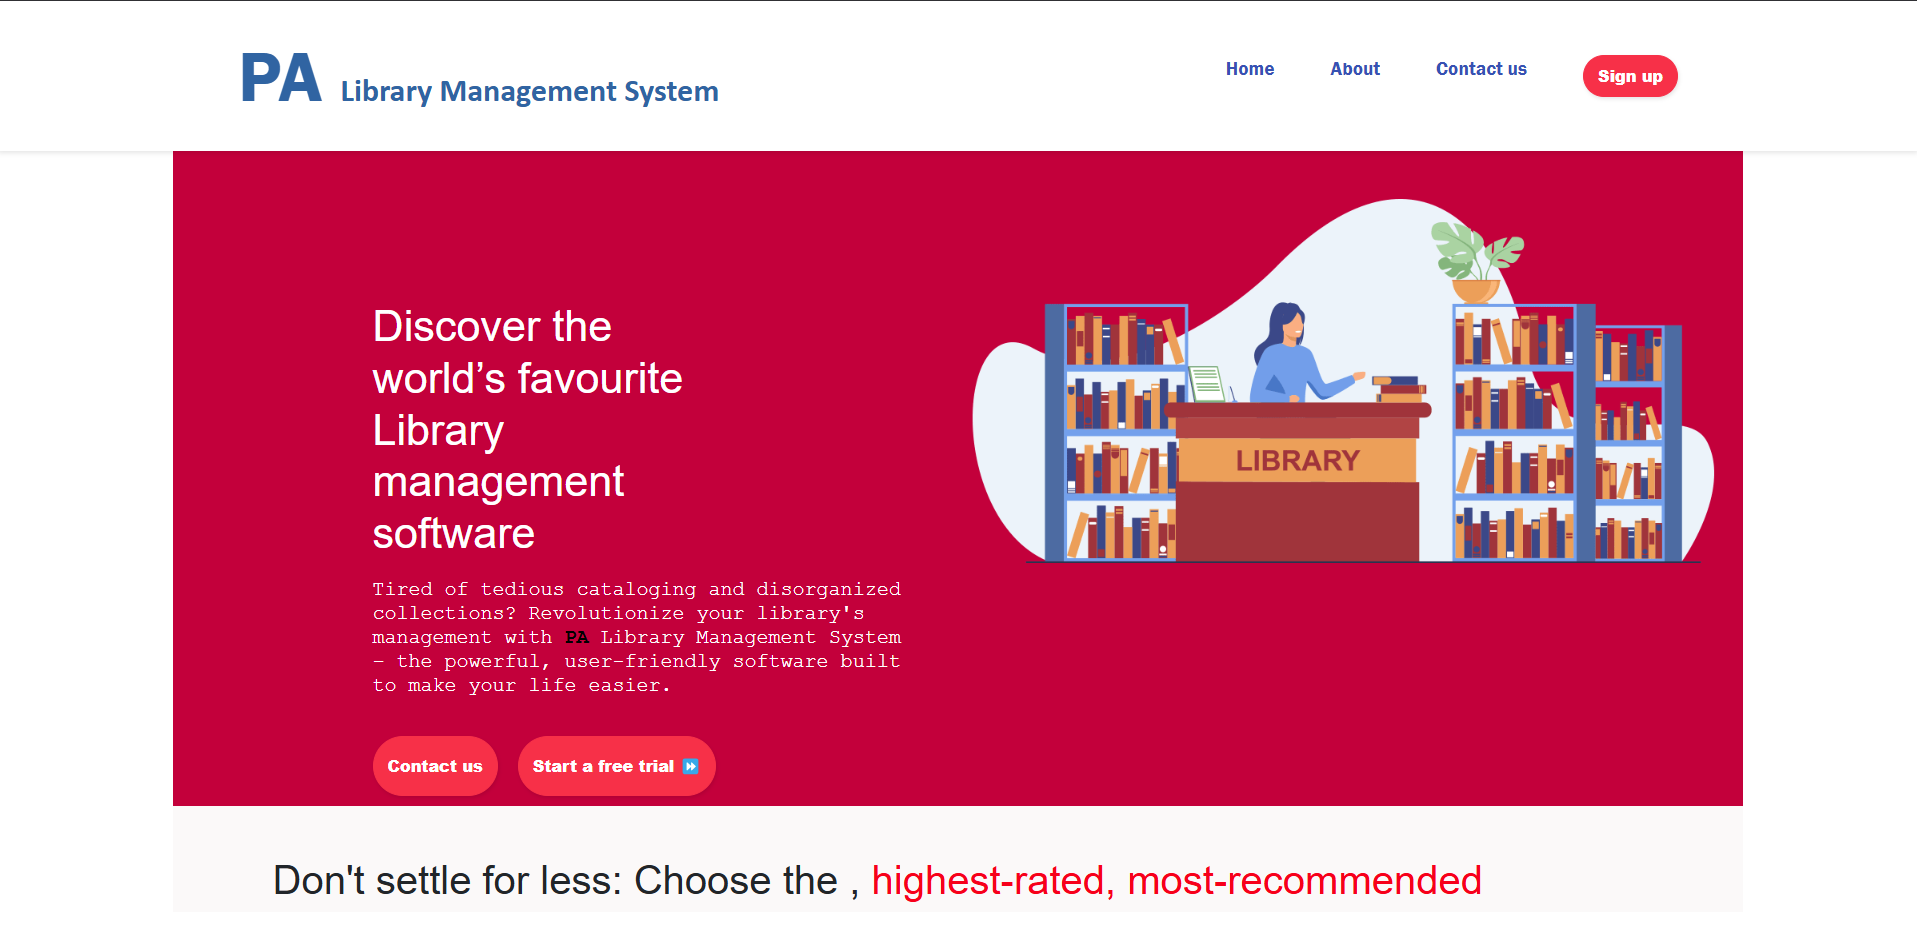 PA Library Management System
Home About Contact us Sign up
Discover the
world’s favourite
Library
management
software
LIBRARY
Tired of tedious cataloging and disorganized
collections? Revolutionize your library's
management with PA Library Management System
– the powerful, user-friendly software built
to make your life easier.
Contact us Start a free trial ⏩
Don't settle for less: Choose the , highest-rated, most-recommended